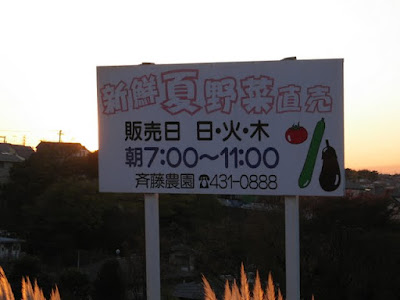 新鮮夏野菜直売
販売日 日・火・木
朝7:00～11:00
斉藤農園 ☎431-0888